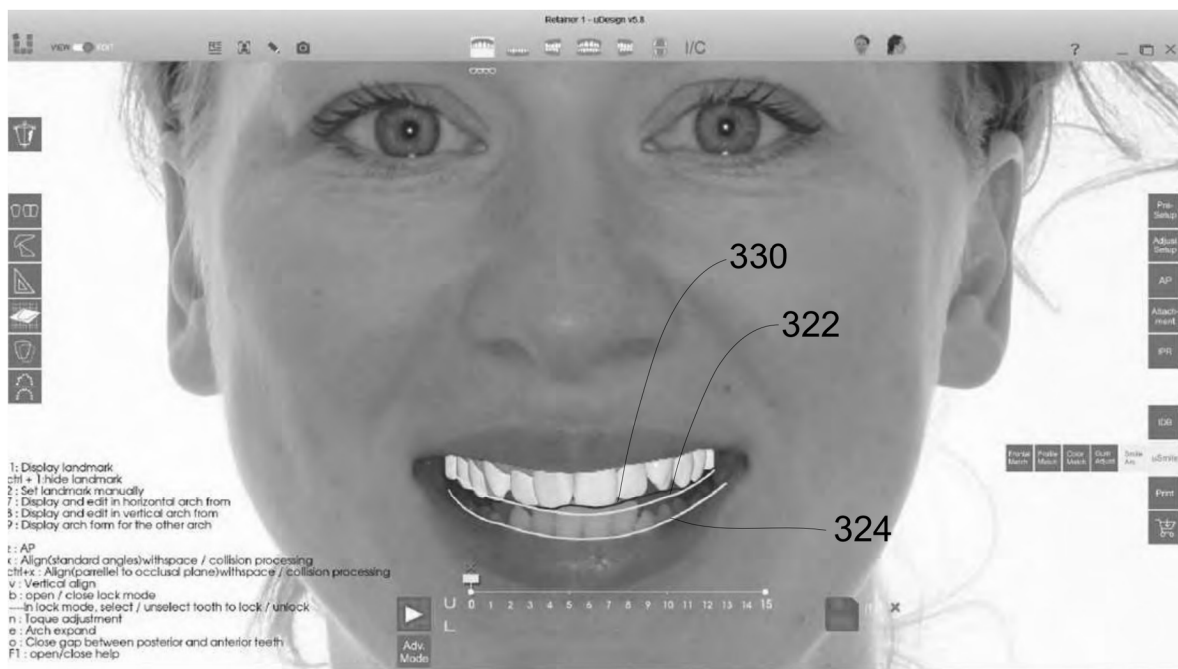 Retainer 1 - uDesign v5.8
VIEW EDIT
I/C
?
330
322
324
Pre-
Setup
Adjust
Setup
AP
Attach-
ment
IPR
IDB
Frontal
Match
Profile
Match
Color
Match
Gum
Adjust
Smile
Arc
uSmile
Print
1: Display landmark
ctrl + 1:hide landmark
2 : Set landmark manually
7 : Display and edit in horizontal arch from
8 : Display and edit in vertical arch from
9 : Display arch form for the other arch
z : AP
x : Align(standard angles)withspace / collision processing
ctrl+x : Align(parrellel to occlusal plane)withspace / collision processing
v : Vertical align
b : open / close lock mode
----In lock mode, select / unselect tooth to lock / unlock
n : Toque adjustment
e : Arch expand
o : Close gap between posterior and anterior teeth
F1 : open/close help
U 0 1 2 3 4 5 6 7 8 9 10 11 12 13 14 15
L
Adv.
Mode